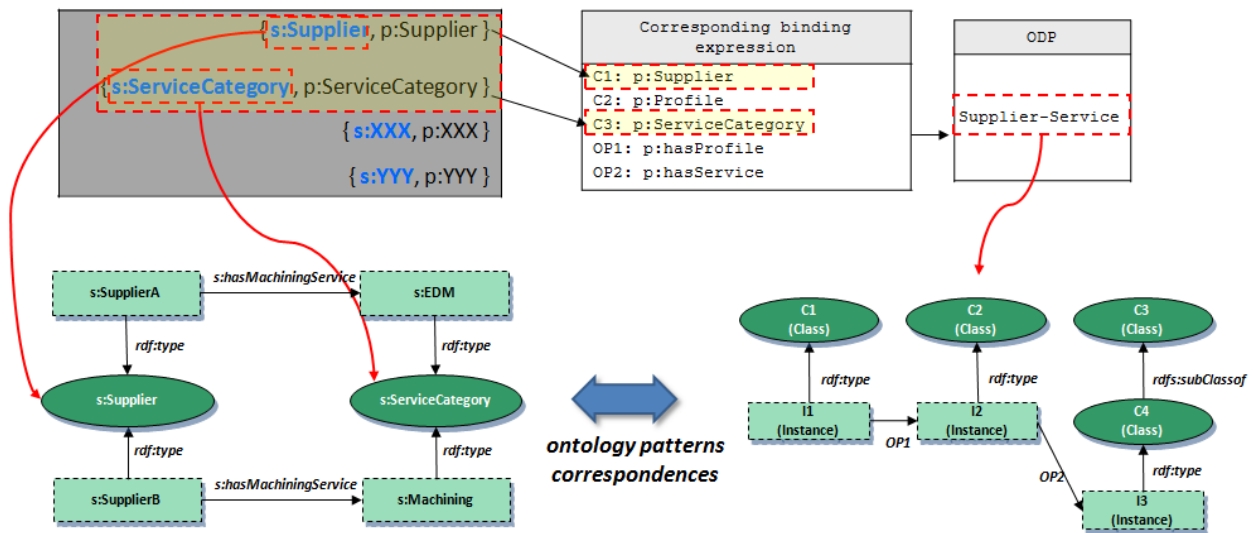 { s:Supplier, p:Supplier }
{ s:ServiceCategory, p:ServiceCategory }
{ s:XXX, p:XXX }
{ s:YYY, p:YYY }
Corresponding binding
expression
C1: p:Supplier
C2: p:Profile
C3: p:ServiceCategory
OP1: p:hasProfile
OP2: p:hasService
ODP
Supplier-Service
s:SupplierA
s:hasMachiningService
s:EDM
rdf:type
rdf:type
s:Supplier
s:ServiceCategory
rdf:type
rdf:type
s:SupplierB
s:hasMachiningService
s:Machining
ontology patterns
correspondences
C1
(Class)
C2
(Class)
C3
(Class)
rdf:type
rdf:type
rdfs:subClassof
I1
(Instance)
OP1
I2
(Instance)
C4
(Class)
OP2
rdf:type
I3
(Instance)